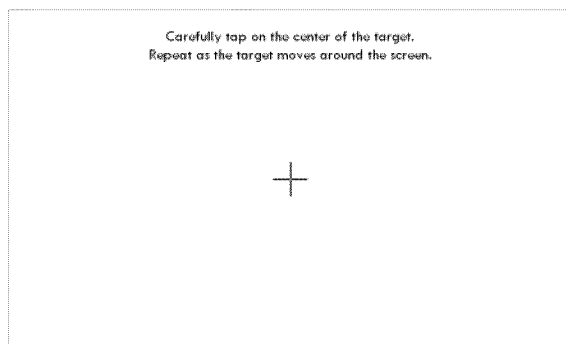 Carefully tap on the center of the target.
Repeat as the target moves around the screen.